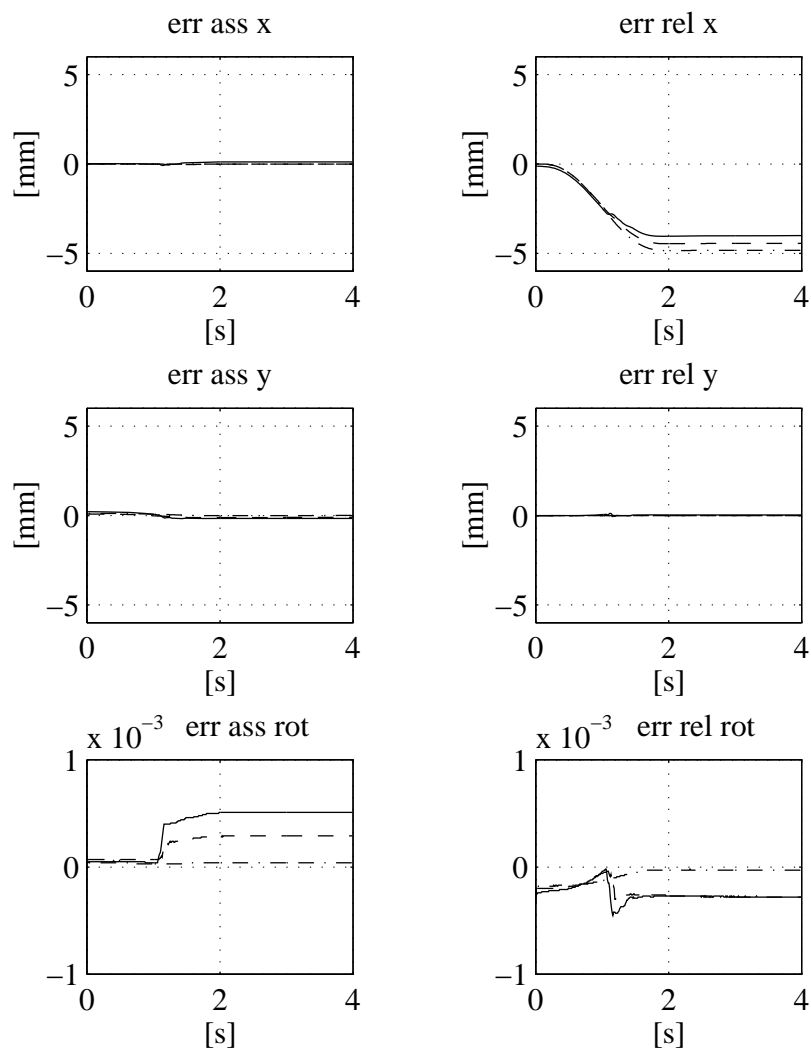 err ass x
5
0
−5
[mm]
0 2 4
[s]
err rel x
5
0
−5
[mm]
0 2 4
[s]
err ass y
5
0
−5
[mm]
0 2 4
[s]
err rel y
5
0
−5
[mm]
0 2 4
[s]
x 10−3
err ass rot
1
0
−1
0 2 4
[s]
x 10−3
err rel rot
1
0
−1
0 2 4
[s]